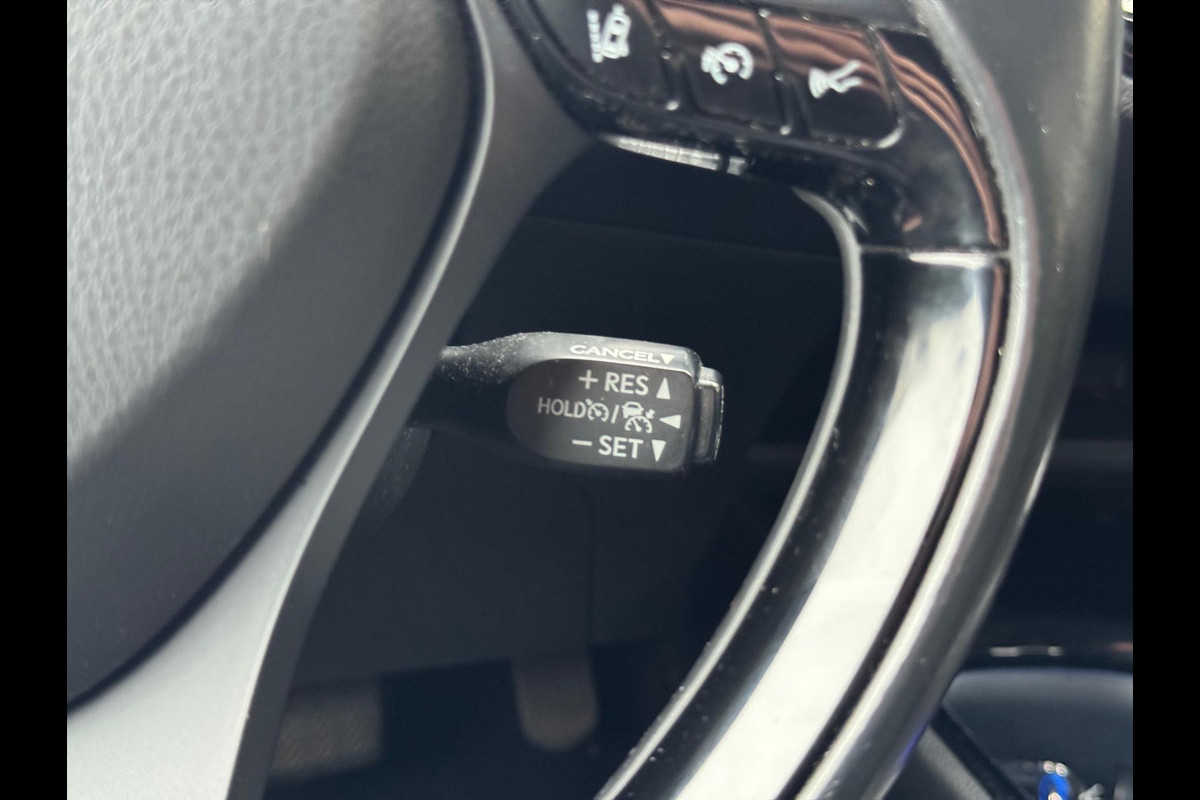 CANCEL▼
+ RES ▲
HOLD / ◄
− SET ▼